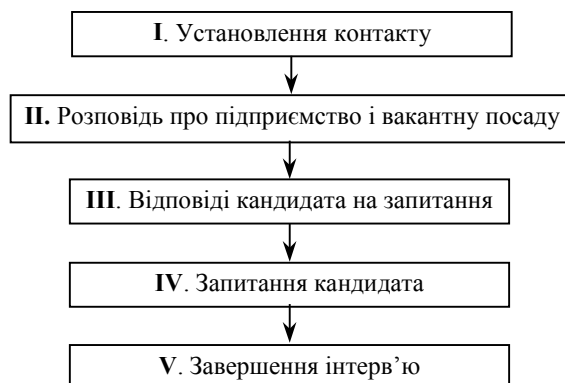 I. Установлення контакту
II. Розповідь про підприємство і вакантну посаду
III. Відповіді кандидата на запитання
IV. Запитання кандидата
V. Завершення інтерв’ю